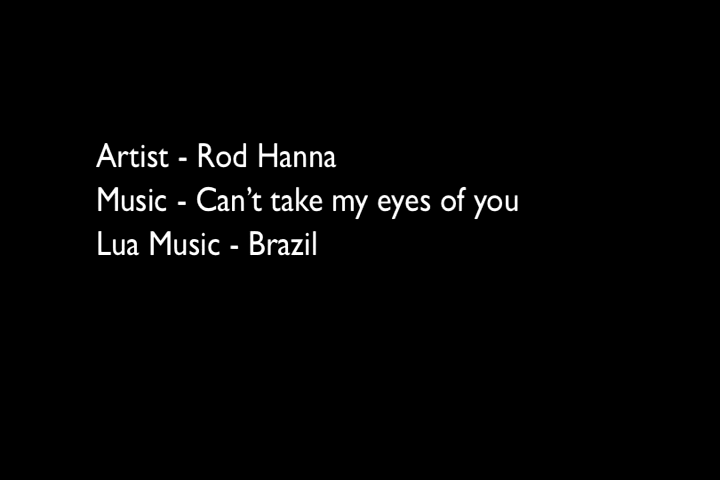 Artist - Rod Hanna
Music - Can’t take my eyes of you
Lua Music - Brazil